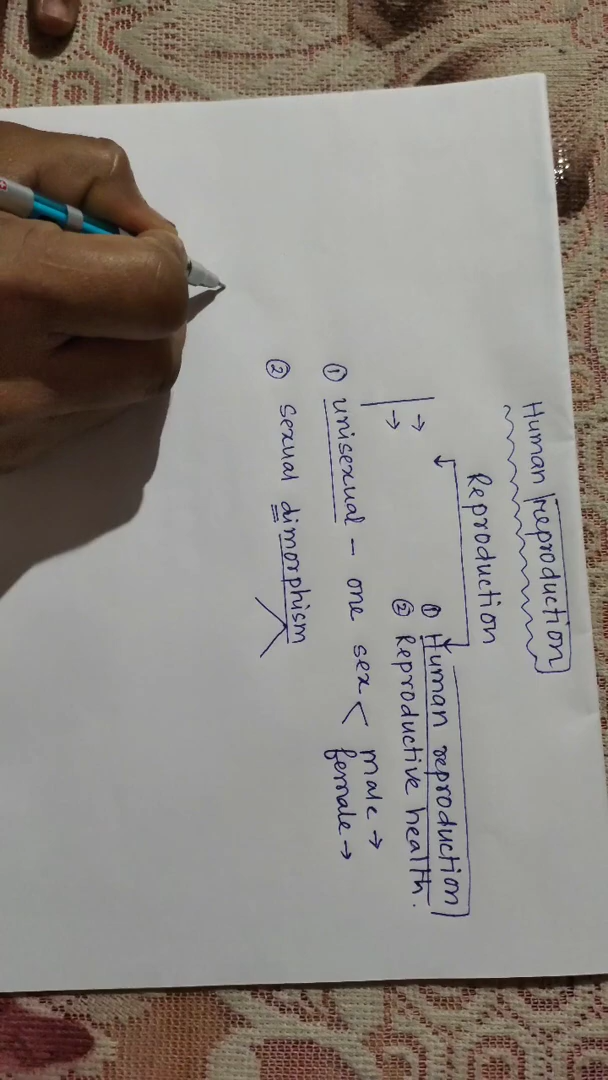 Human reproduction
Reproduction
① Human reproduction
② Reproductive health.
① unisexual - one sex < male →
female →
② sexual dimorphism